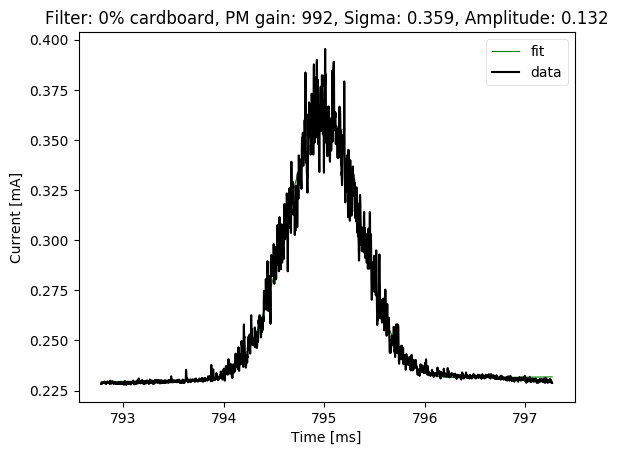 Filter: 0% cardboard, PM gain: 992, Sigma: 0.359, Amplitude: 0.132
0.400
fit
data
0.375
0.350
0.325
0.300
0.275
0.250
0.225
Current [mA]
793 794 795 796 797
Time [ms]